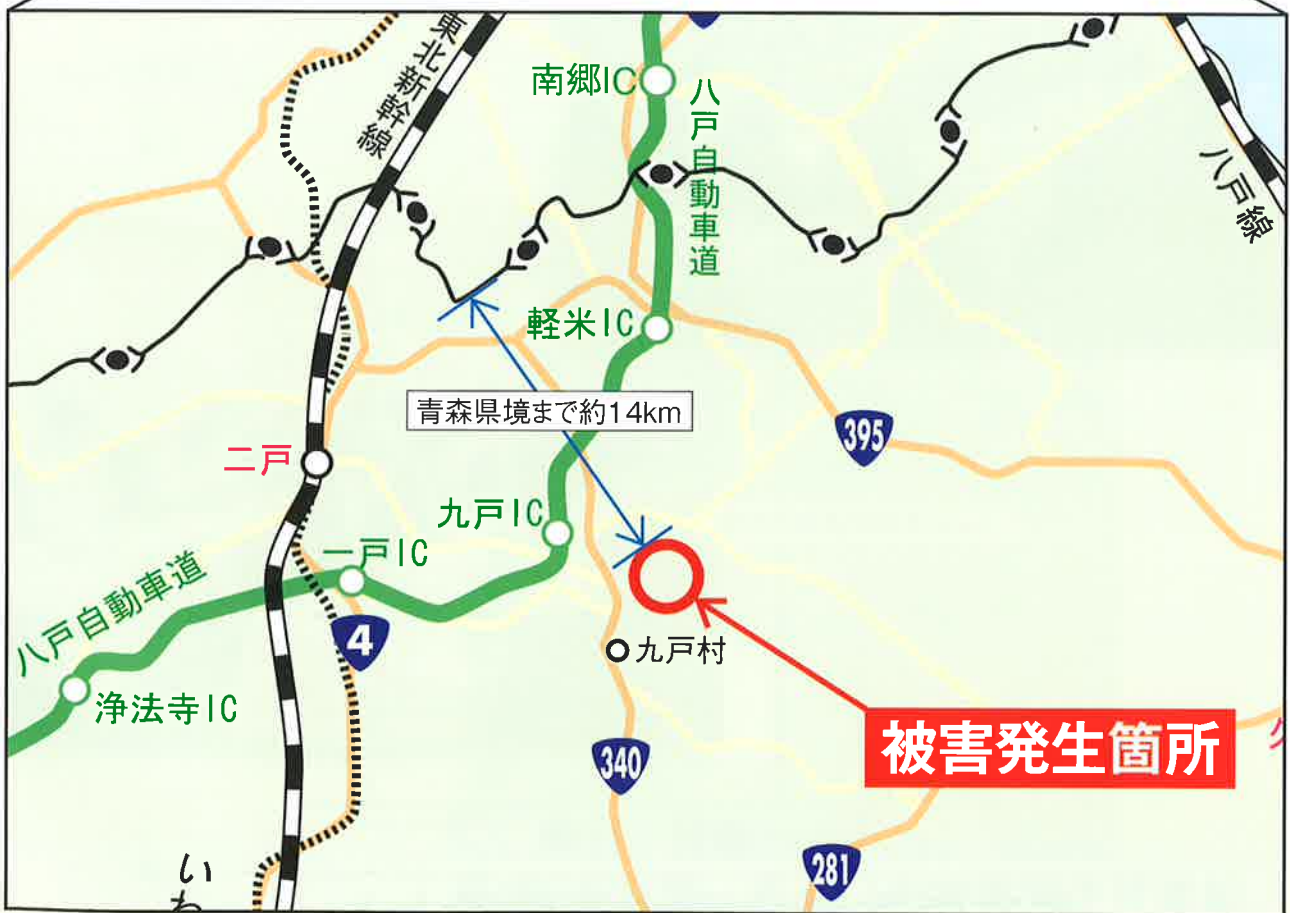 東北新幹線
南郷IC
八戸自動車道
八戸線
軽米IC
青森県境まで約14km
395
二戸
九戸IC
一戸IC
八戸自動車道
4
九戸村
浄法寺IC
被害発生箇所
340
281
いわ